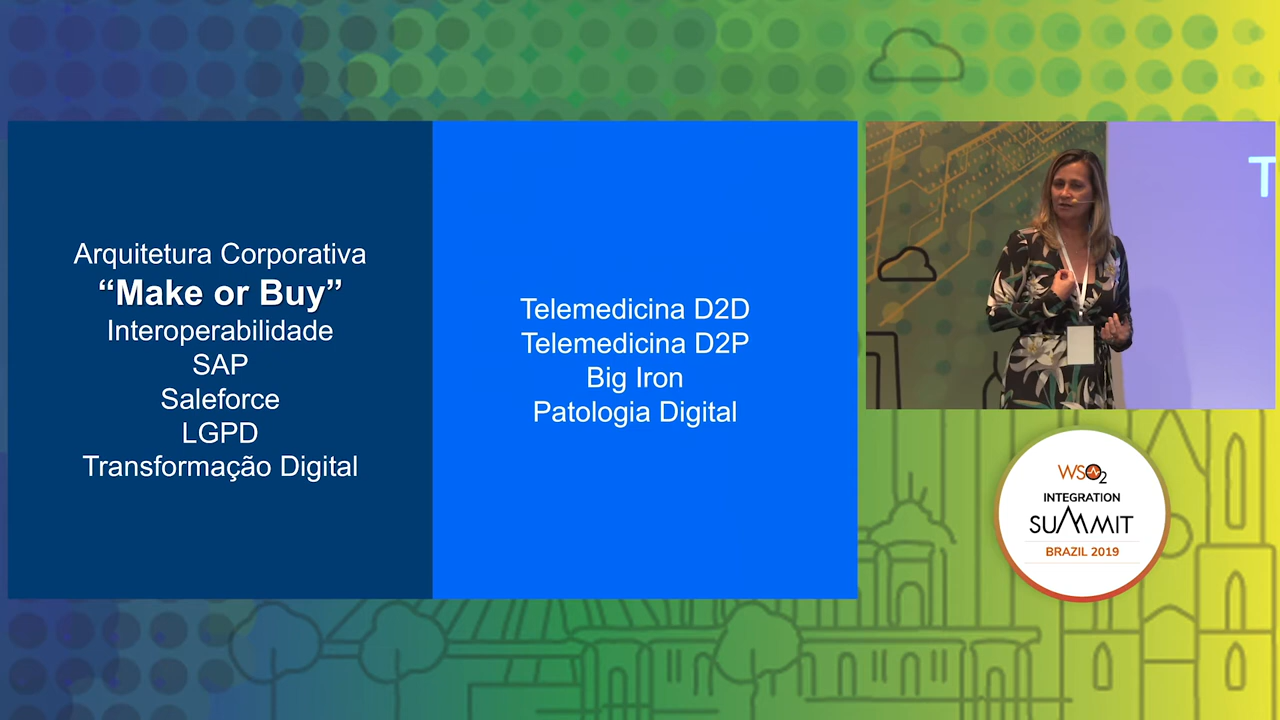 Arquitetura Corporativa
“Make or Buy”
Interoperabilidade
SAP
Saleforce
LGPD
Transformação Digital
Telemedicina D2D
Telemedicina D2P
Big Iron
Patologia Digital
T
WSO2
INTEGRATION
SUMMIT
BRAZIL 2019